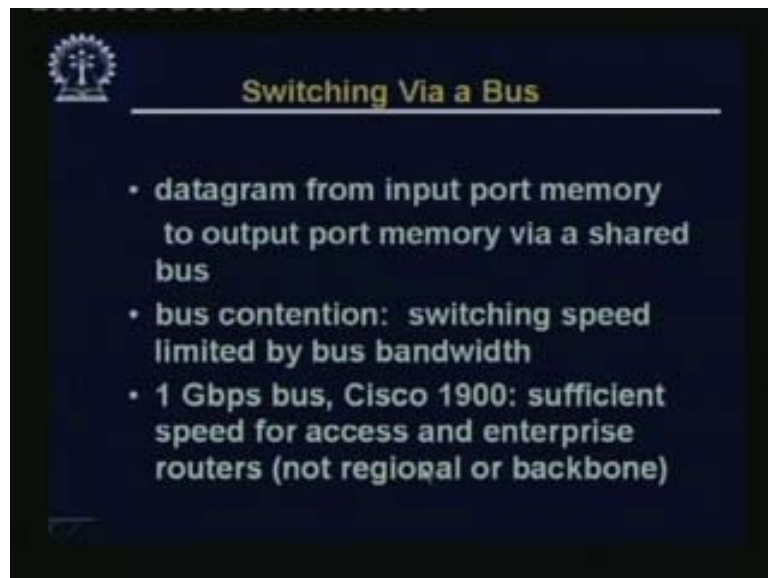 Switching Via a Bus
• datagram from input port memory
to output port memory via a shared
bus
• bus contention: switching speed
limited by bus bandwidth
• 1 Gbps bus, Cisco 1900: sufficient
speed for access and enterprise
routers (not regional or backbone)